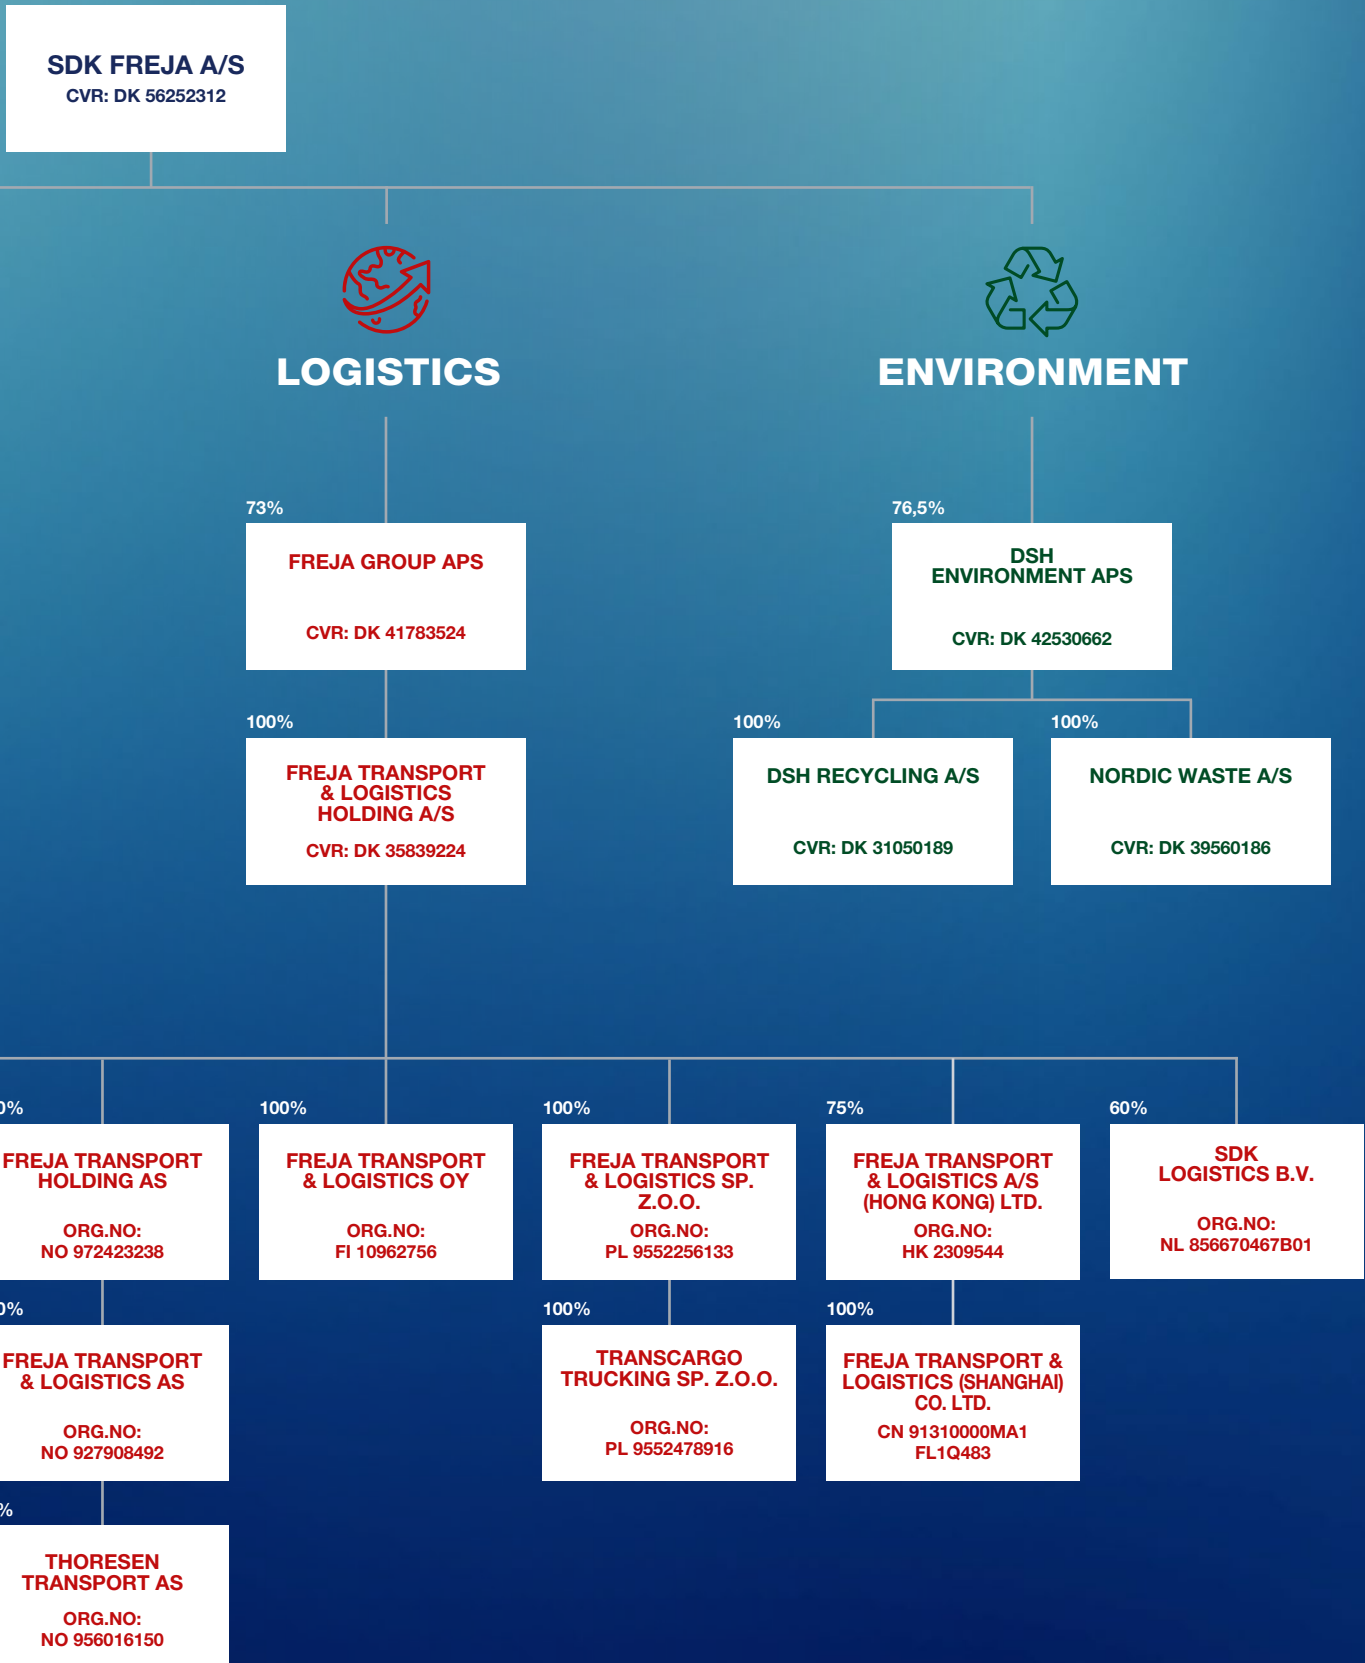 SDK FREJA A/S
CVR: DK 56252312
LOGISTICS
ENVIRONMENT
73%
FREJA GROUP APS
CVR: DK 41783524
76,5%
DSH
ENVIRONMENT APS
CVR: DK 42530662
100%
FREJA TRANSPORT
& LOGISTICS
HOLDING A/S
CVR: DK 35839224
100%
DSH RECYCLING A/S
CVR: DK 31050189
100%
NORDIC WASTE A/S
CVR: DK 39560186
0%
FREJA TRANSPORT
HOLDING AS
ORG.NO:
NO 972423238
100%
FREJA TRANSPORT
& LOGISTICS OY
ORG.NO:
FI 10962756
100%
FREJA TRANSPORT
& LOGISTICS SP.
Z.O.O.
ORG.NO:
PL 9552256133
75%
FREJA TRANSPORT
& LOGISTICS A/S
(HONG KONG) LTD.
ORG.NO:
HK 2309544
60%
SDK
LOGISTICS B.V.
ORG.NO:
NL 856670467B01
0%
FREJA TRANSPORT
& LOGISTICS AS
ORG.NO:
NO 927908492
100%
TRANSCARGO
TRUCKING SP. Z.O.O.
ORG.NO:
PL 9552478916
100%
FREJA TRANSPORT &
LOGISTICS (SHANGHAI)
CO. LTD.
CN 91310000MA1
FL1Q483
%
THORESEN
TRANSPORT AS
ORG.NO:
NO 956016150